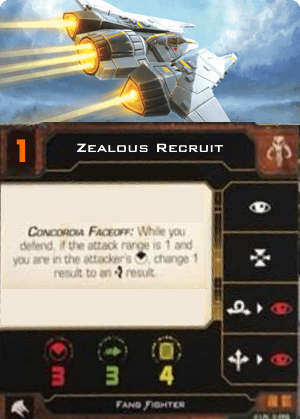 1
Zealous Recruit
Concordia Faceoff: While you
defend, if the attack range is 1 and
you are in the attacker's , change 1
result to an result.
3 3 4
Fang Fighter